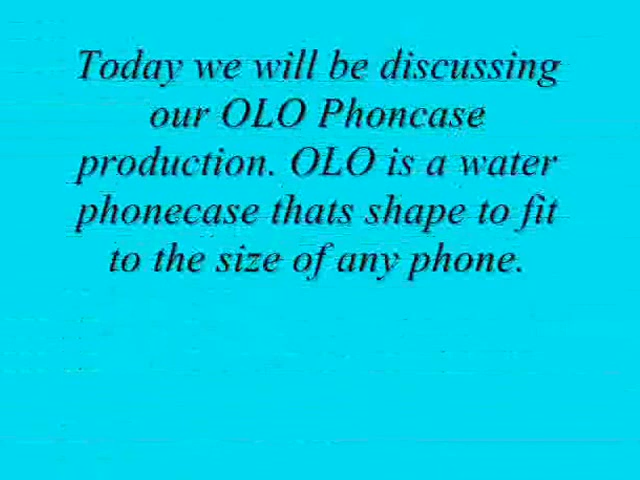 Today we will be discussing
our OLO Phoncase
production. OLO is a water
phonecase thats shape to fit
to the size of any phone.